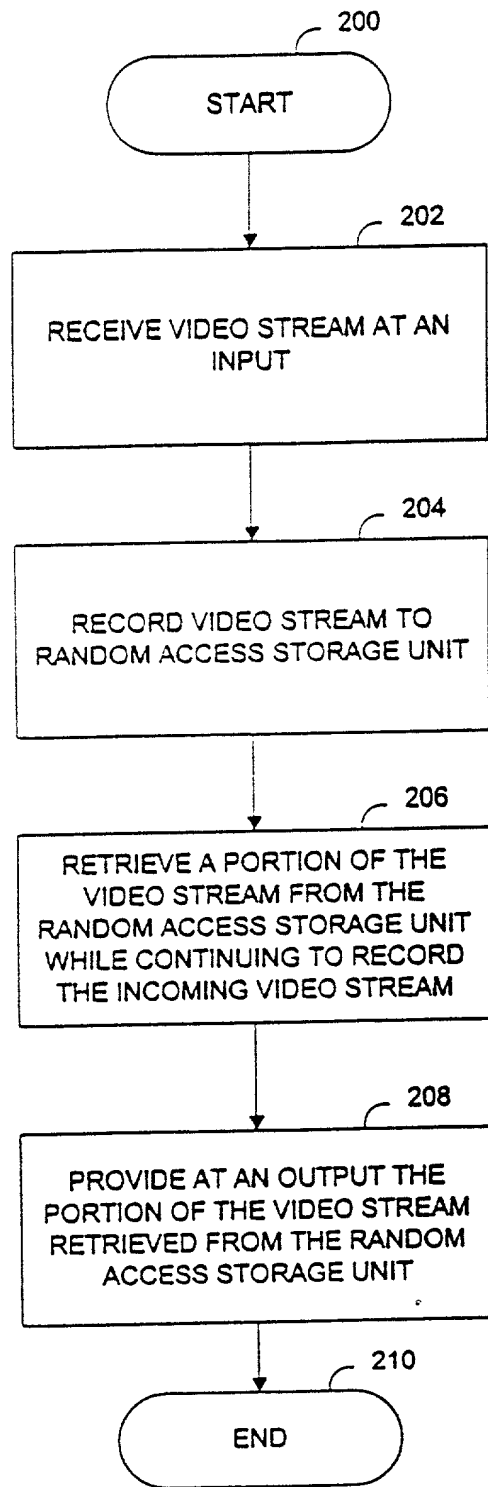 200
START
202
RECEIVE VIDEO STREAM AT AN
INPUT
204
RECORD VIDEO STREAM TO
RANDOM ACCESS STORAGE UNIT
206
RETRIEVE A PORTION OF THE
VIDEO STREAM FROM THE
RANDOM ACCESS STORAGE UNIT
WHILE CONTINUING TO RECORD
THE INCOMING VIDEO STREAM
208
PROVIDE AT AN OUTPUT THE
PORTION OF THE VIDEO STREAM
RETRIEVED FROM THE RANDOM
ACCESS STORAGE UNIT
210
END